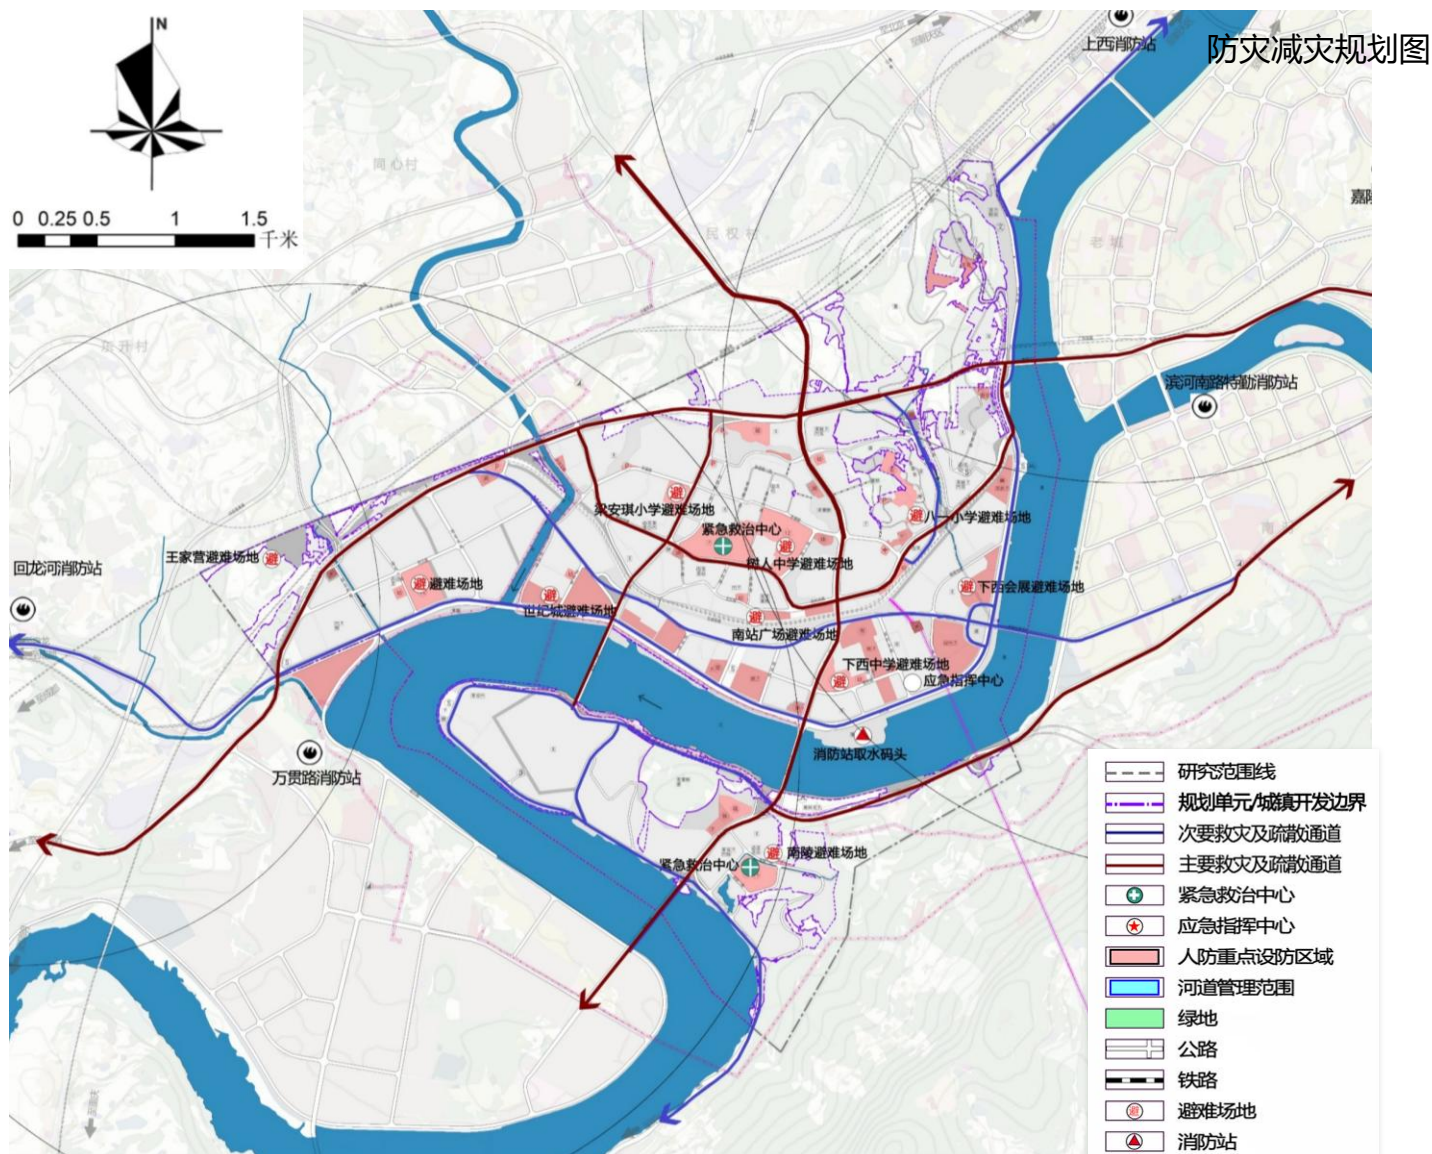 防灾减灾规划图
N
0 0.25 0.5 1 1.5
千米
上西消防站
同心村
民权村
老城
嘉陵
东升村
滨河南路特勤消防站
梁安琪小学避难场地
紧急救治中心
八一小学避难场地
树人中学避难场地
王家营避难场地
回龙河消防站
避难场地
世纪城避难场地
下西会展避难场地
南站广场避难场地
下西中学避难场地
应急指挥中心
消防站取水码头
万贯路消防站
南陵避难场地
紧急救治中心
研究范围线
规划单元/城镇开发边界
次要救灾及疏散通道
主要救灾及疏散通道
紧急救治中心
应急指挥中心
人防重点设防区域
河道管理范围
绿地
公路
铁路
避难场地
消防站